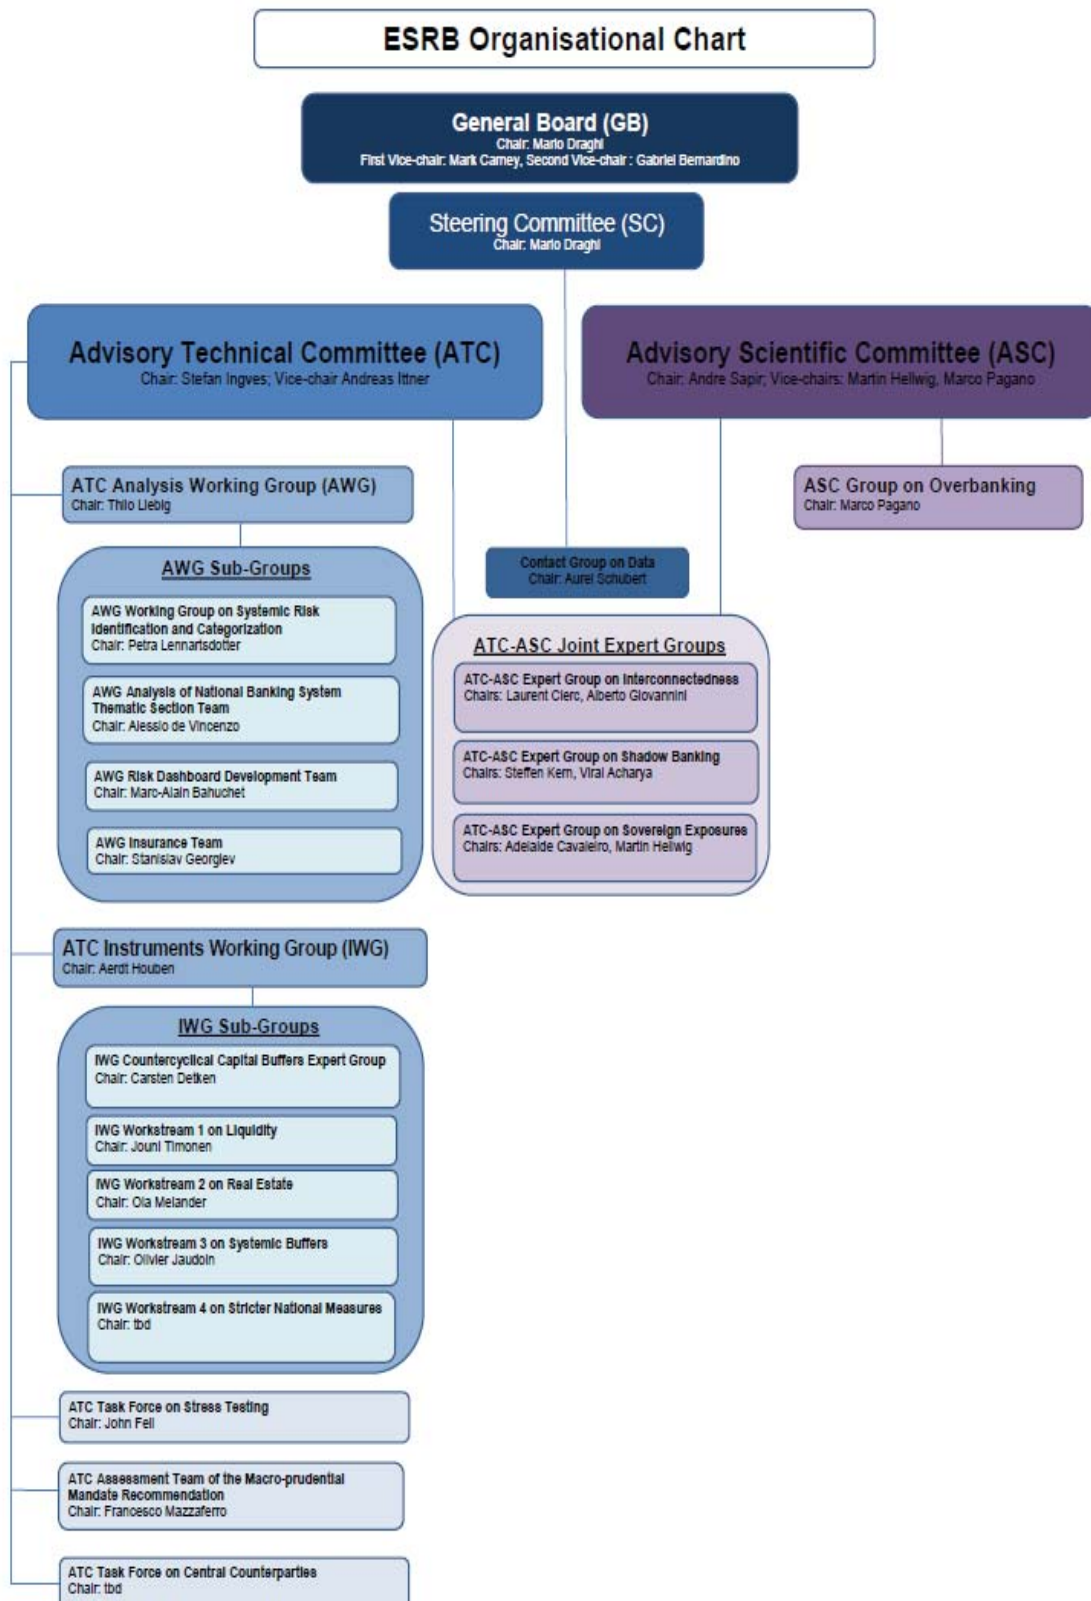 ESRB Organisational Chart
General Board (GB)
Chair: Mario Draghi
First Vice-chair: Mark Carney, Second Vice-chair : Gabriel Bernardino
Steering Committee (SC)
Chair: Mario Draghi
Advisory Technical Committee (ATC)
Chair: Stefan Ingves; Vice-chair Andreas Ittner
Advisory Scientific Committee (ASC)
Chair: Andre Sapir; Vice-chairs: Martin Hellwig, Marco Pagano
ATC Analysis Working Group (AWG)
Chair: Thilo Liebig
ASC Group on Overbanking
Chair: Marco Pagano
Contact Group on Data
Chair: Aurel Schubert
AWG Sub-Groups
AWG Working Group on Systemic Risk
Identification and Categorization
Chair: Petra Lennartsdotter
AWG Analysis of National Banking System
Thematic Section Team
Chair: Alessio de Vincenzo
AWG Risk Dashboard Development Team
Chair: Marc-Alain Bahuchet
AWG Insurance Team
Chair: Stanislav Georgiev
ATC-ASC Joint Expert Groups
ATC-ASC Expert Group on Interconnectedness
Chairs: Laurent Clerc, Alberto Giovannini
ATC-ASC Expert Group on Shadow Banking
Chairs: Steffen Kern, Viral Acharya
ATC-ASC Expert Group on Sovereign Exposures
Chairs: Adelaide Cavaleiro, Martin Hellwig
ATC Instruments Working Group (IWG)
Chair: Aerdt Houben
IWG Sub-Groups
IWG Countercyclical Capital Buffers Expert Group
Chair: Carsten Detken
IWG Workstream 1 on Liquidity
Chair: Jouni Timonen
IWG Workstream 2 on Real Estate
Chair: Ola Melander
IWG Workstream 3 on Systemic Buffers
Chair: Olivier Jaudoin
IWG Workstream 4 on Stricter National Measures
Chair: tbd
ATC Task Force on Stress Testing
Chair: John Fell
ATC Assessment Team of the Macro-prudential
Mandate Recommendation
Chair: Francesco Mazzaferro
ATC Task Force on Central Counterparties
Chair: tbd